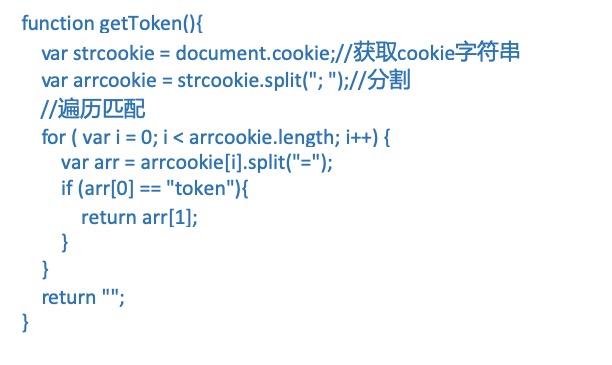 function getToken(){
var strcookie = document.cookie;//获取cookie字符串
var arrcookie = strcookie.split("; ");//分割
//遍历匹配
for ( var i = 0; i < arrcookie.length; i++) {
var arr = arrcookie[i].split("=");
if (arr[0] == "token"){
return arr[1];
}
}
return "";
}